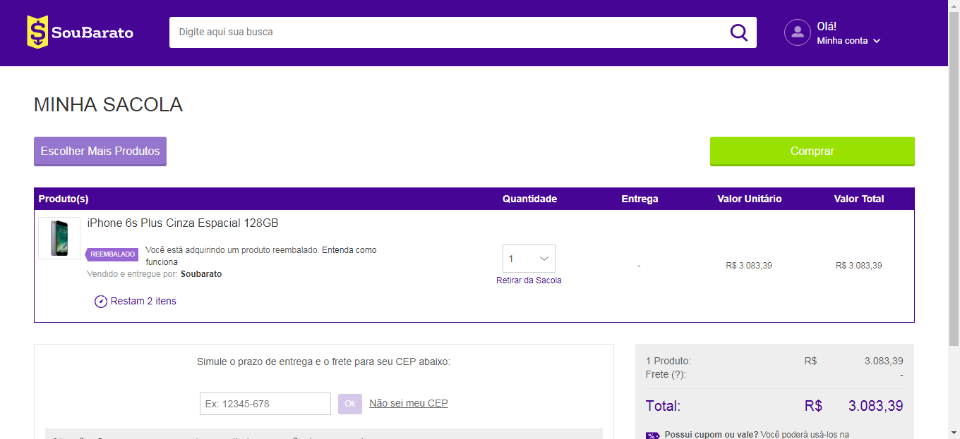 SouBarato
Digite aqui sua busca
Olá!
Minha conta
MINHA SACOLA
Escolher Mais Produtos
Comprar
Produto(s) Quantidade Entrega Valor Unitário Valor Total
iPhone 6s Plus Cinza Espacial 128GB
REEMBALADO Você está adquirindo um produto reembalado. Entenda como
funciona
Vendido e entregue por: Soubarato
1
Retirar da Sacola
- R$ 3.083,39 R$ 3.083,39
Restam 2 itens
Simule o prazo de entrega e o frete para seu CEP abaixo:
Ex: 12345-678 Ok Não sei meu CEP
1 Produto: R$ 3.083,39
Frete (?): -
Total: R$ 3.083,39
Possui cupom ou vale? Você poderá usá-los na